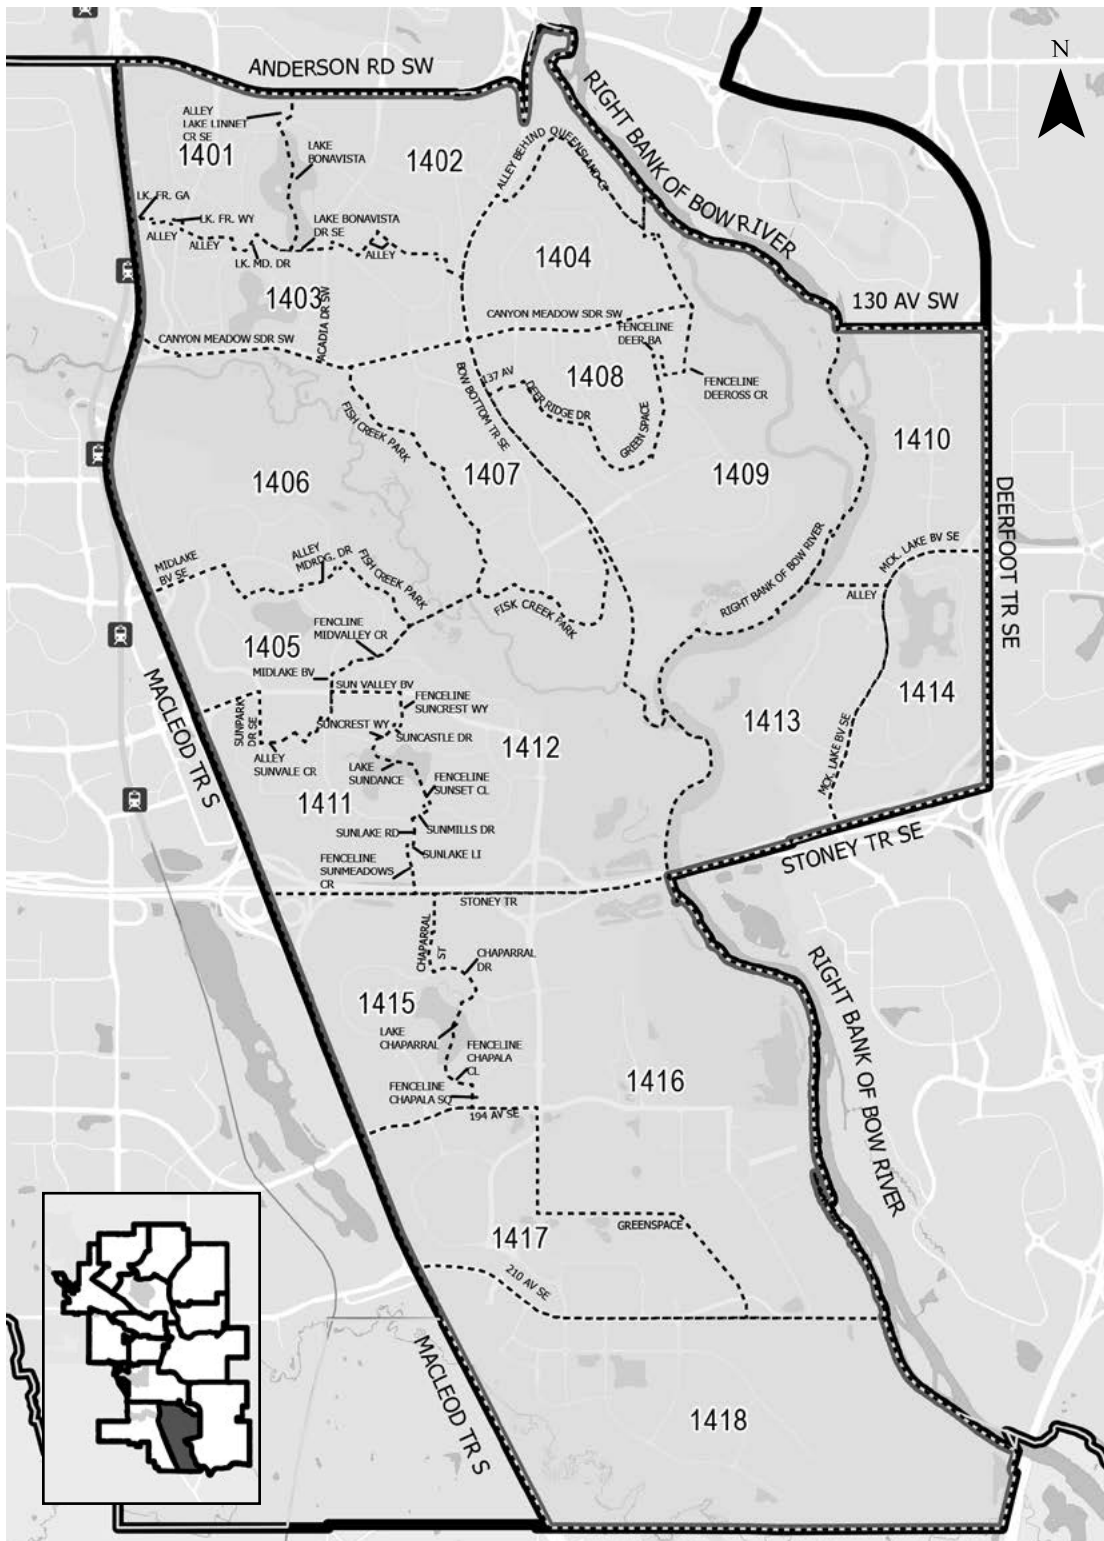 N
ANDERSON RD SW
RIGHT BANK OF BOW RIVER
ALLEY
LAKE LINNET
CR SE
1401
LAKE
BONAVISTA
1402
ALLEY BEHIND QUEENSLAND CI
LK. FR. GA
LK. FR. WY
ALLEY
ALLEY
LK. MD. DR
LAKE BONAVISTA
DR SE
ALLEY
1404
1403
ACADIA DR SW
130 AV SW
CANYON MEADOW SDR SW
CANYON MEADOW SDR SW
FENCELINE
DEER BA
137 AV
1408
DEER RIDGE DR
FENCELINE
DEEROSS CR
BOW BOTTOM TR SE
GREEN SPACE
FISH CREEK PARK
1410
1406
1407
1409
DEERFOOT TR SE
MIDLAKE
BV SE
ALLEY
MDRDG. DR
FISH CREEK PARK
FISK CREEK PARK
RIGHT BANK OF BOW RIVER
MCK. LAKE BV SE
ALLEY
FENCLINE
MIDVALLEY CR
1405
MIDLAKE BV
SUN VALLEY BV
MACLEOD TR S
SUNPARK
DR SE
FENCELINE
SUNCREST WY
SUNCREST WY
SUNCASTLE DR
1412
1413
1414
MCK. LAKE BV SE
ALLEY
SUNVALE CR
LAKE
SUNDANCE
FENCELINE
SUNSET CL
1411
SUNLAKE RD
SUNMILLS DR
SUNLAKE LI
FENCELINE
SUNMEADOWS
CR
STONEY TR SE
STONEY TR
CHAPARRAL
ST
CHAPARRAL
DR
1415
LAKE
CHAPARRAL
FENCELINE
CHAPALA
CL
FENCELINE
CHAPALA SQ
194 AV SE
1416
RIGHT BANK OF BOW RIVER
1417
GREENSPACE
210 AV SE
MACLEOD TR S
1418